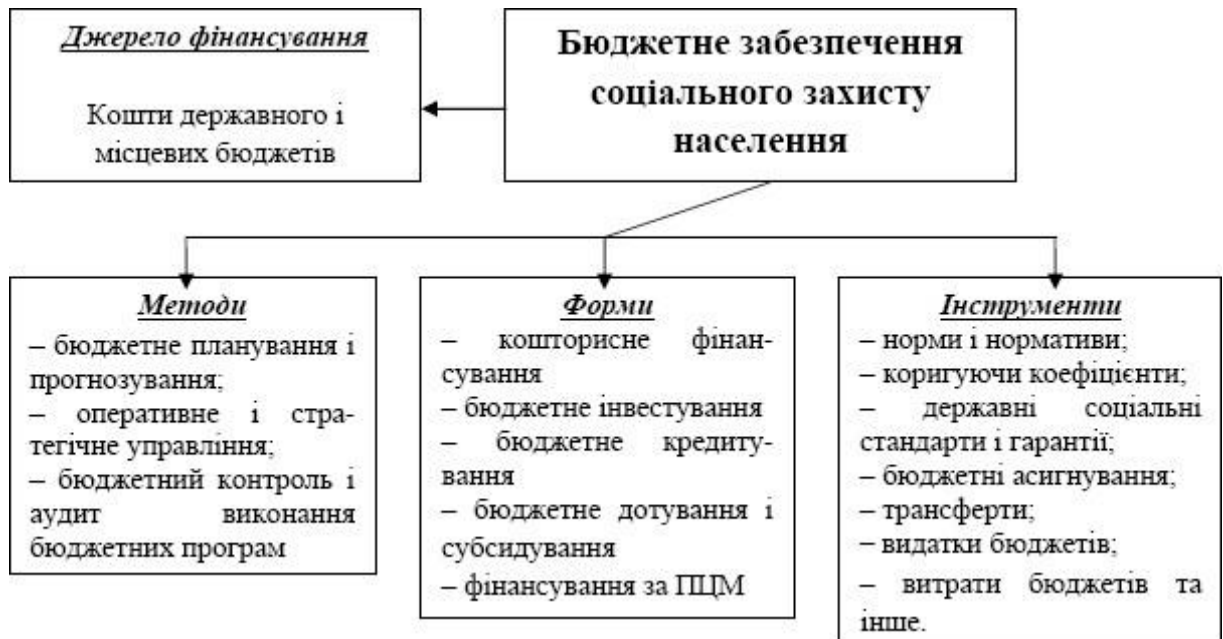 Джерело фінансування
Кошти державного і
місцевих бюджетів
Бюджетне забезпечення
соціального захисту
населення
Методи
– бюджетне планування і
прогнозування;
– оперативне і стра-
тегічне управління;
– бюджетний контроль і
аудит виконання
бюджетних програм
Форми
– кошторисне фінан-
сування
– бюджетне інвестування
– бюджетне кредиту-
вання
– бюджетне дотування і
субсидування
– фінансування за ПЦМ
Інструменти
– норми і нормативи;
– коригуючи коефіцієнти;
– державні соціальні
стандарти і гарантії;
– бюджетні асигнування;
– трансферти;
– видатки бюджетів;
– витрати бюджетів та
інше.